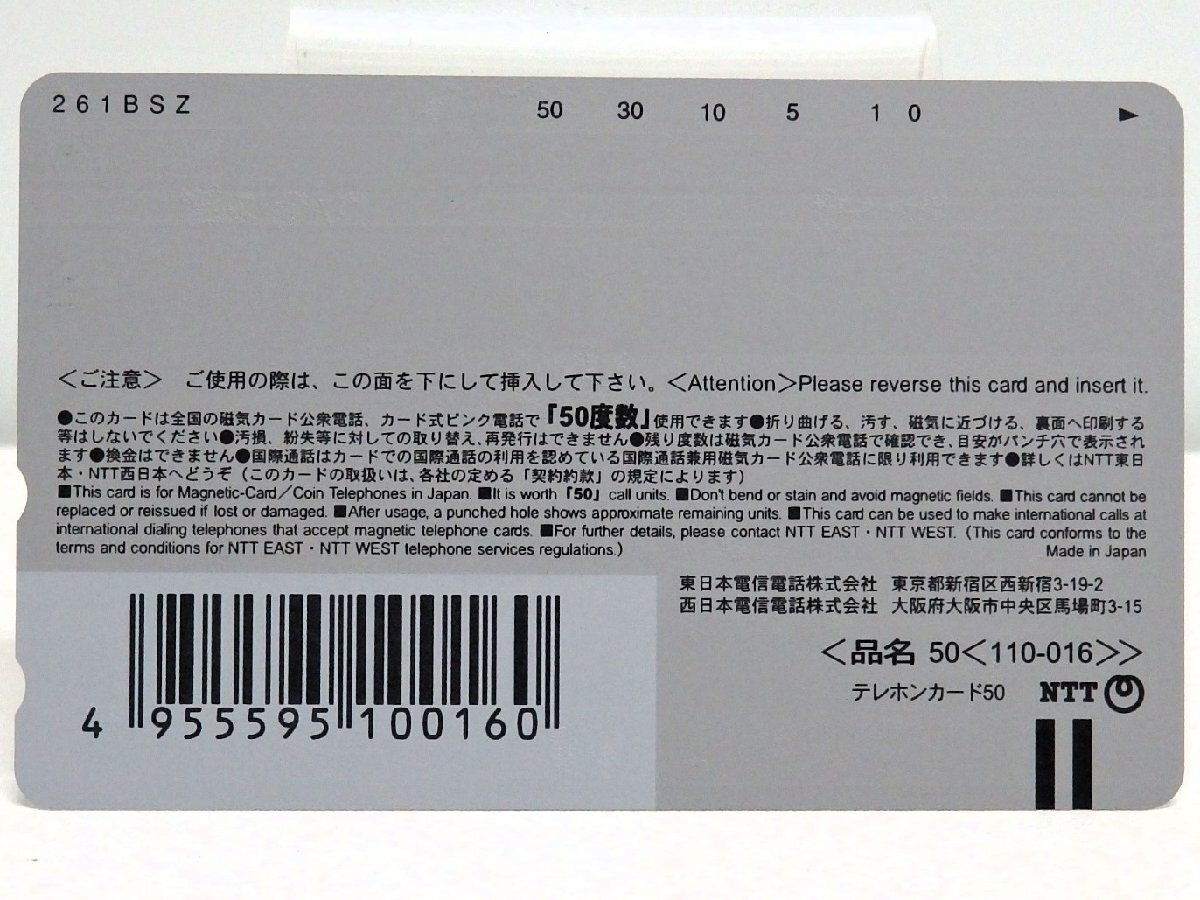 261BSZ 50 30 10 5 1 0 ►
＜ご注意＞ ご使用の際は、この面を下にして挿入して下さい。＜Attention＞Please reverse this card and insert it.
●このカードは全国の磁気カード公衆電話、カード式ピンク電話で「50度数」使用できます●折り曲げる、汚す、磁気に近づける、裏面へ印刷する
等はしないでください●汚損、紛失等に対しての取り替え、再発行はできません●残り度数は磁気カード公衆電話で確認でき、目安がパンチ穴で表示され
ます●換金はできません●国際通話はカードでの国際通話の利用を認めている国際通話兼用磁気カード公衆電話に限り利用できます●詳しくはNTT東日
本・NTT西日本へどうぞ（このカードの取扱いは、各社の定める「契約約款」の規定によります）
■This card is for Magnetic-Card／Coin Telephones in Japan. ■It is worth「50」call units. ■Don't bend or stain and avoid magnetic fields. ■This card cannot be
replaced or reissued if lost or damaged. ■After usage, a punched hole shows approximate remaining units. ■This card can be used to make international calls at
international dialing telephones that accept magnetic telephone cards. ■For further details, please contact NTT EAST・NTT WEST.（This card conforms to the
terms and conditions for NTT EAST・NTT WEST telephone services regulations.）
Made in Japan
東日本電信電話株式会社 東京都新宿区西新宿3-19-2
西日本電信電話株式会社 大阪府大阪市中央区馬場町3-15
＜品名 50＜110-016＞＞
テレホンカード50 NTT
4 955595 100160